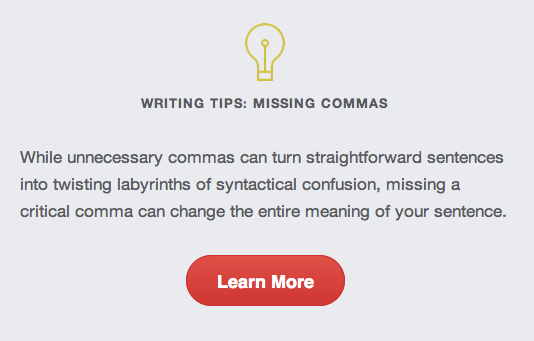 WRITING TIPS: MISSING COMMAS
While unnecessary commas can turn straightforward sentences
into twisting labyrinths of syntactical confusion, missing a
critical comma can change the entire meaning of your sentence.
Learn More